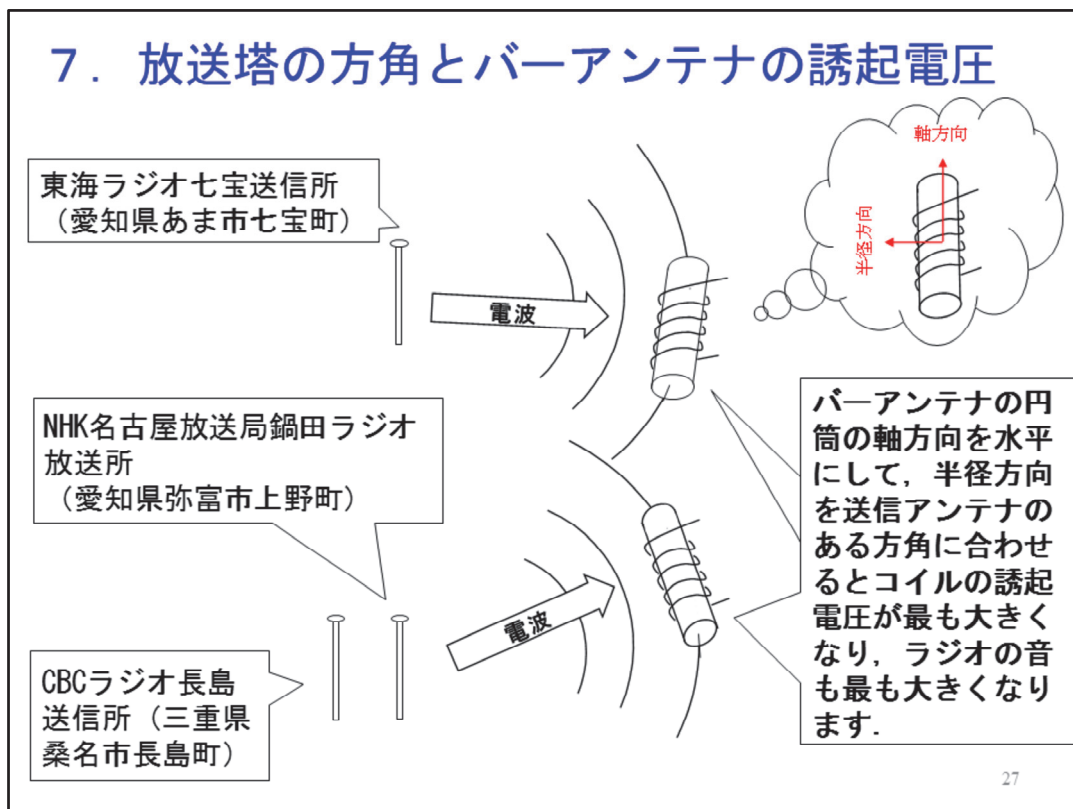 7．放送塔の方角とバーアンテナの誘起電圧
東海ラジオ七宝送信所
（愛知県あま市七宝町）
電波
軸方向
半径方向
NHK名古屋放送局鍋田ラジオ
放送所
（愛知県弥富市上野町）
電波
CBCラジオ長島
送信所（三重県
桑名市長島町）
バーアンテナの円
筒の軸方向を水平
にして，半径方向
を送信アンテナの
ある方角に合わせ
るとコイルの誘起
電圧が最も大きく
なり，ラジオの音
も最も大きくなり
ます．
27